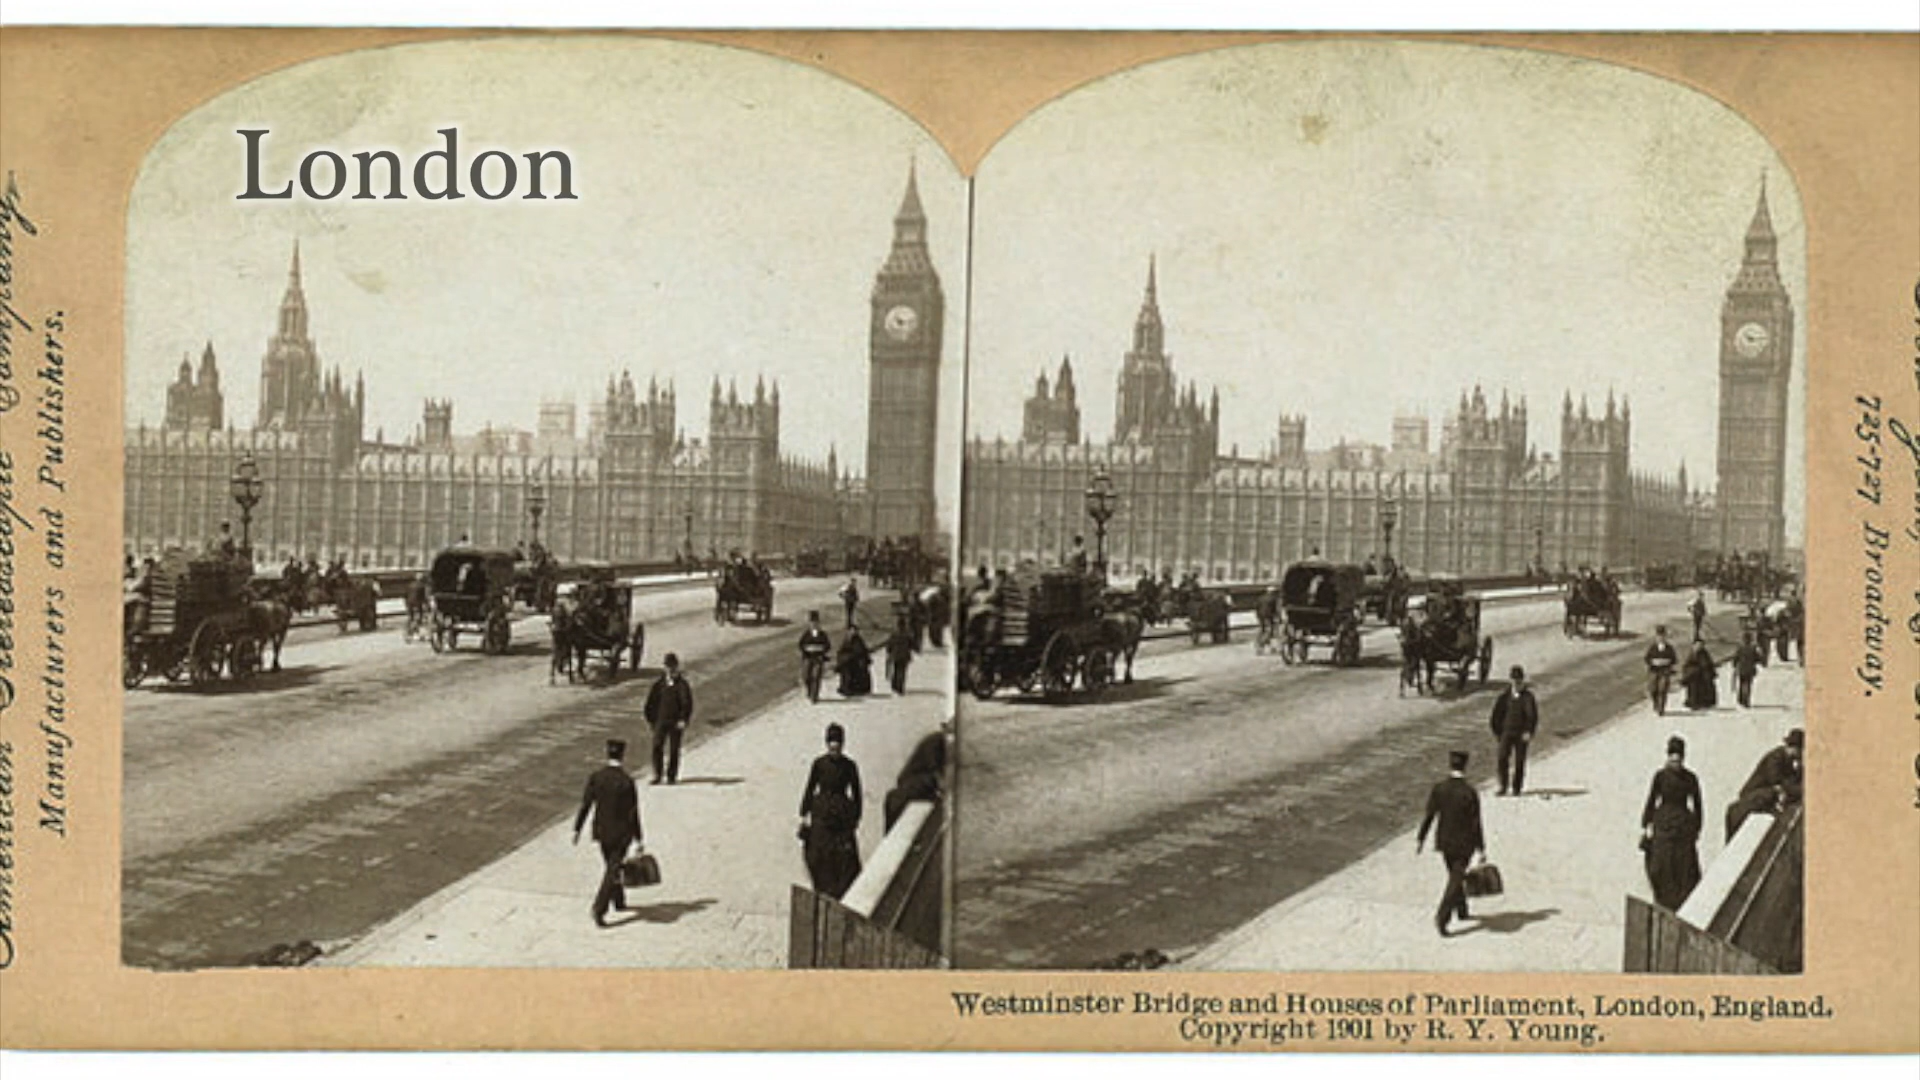 London
Manufacturers and Publishers.
725-727 Broadway.
Westminster Bridge and Houses of Parliament, London, England.
Copyright 1901 by R. Y. Young.